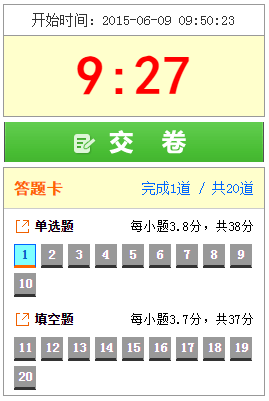 开始时间：2015-06-09 09:50:23
9:27
交 卷
答题卡 完成1道 / 共20道
单选题 每小题3.8分，共38分
1 2 3 4 5 6 7 8 9
10
填空题 每小题3.7分，共37分
11 12 13 14 15 16 17 18 19
20